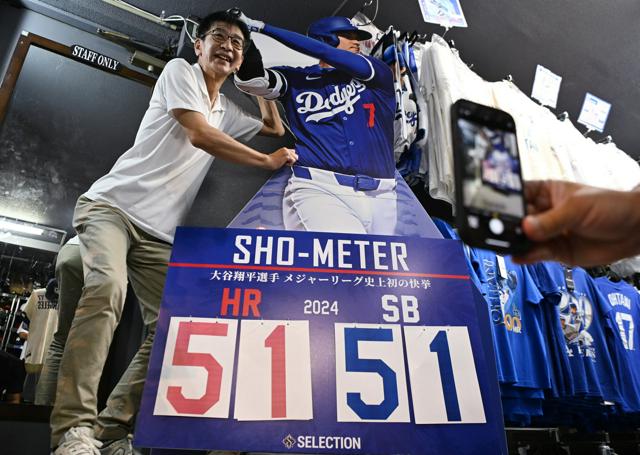 STAFF ONLY
Dodgers
7
SHO-METER
大谷翔平選手 メジャーリーグ史上初の快挙
HR 2024 SB
51 51
SELECTION
OHTANI
17